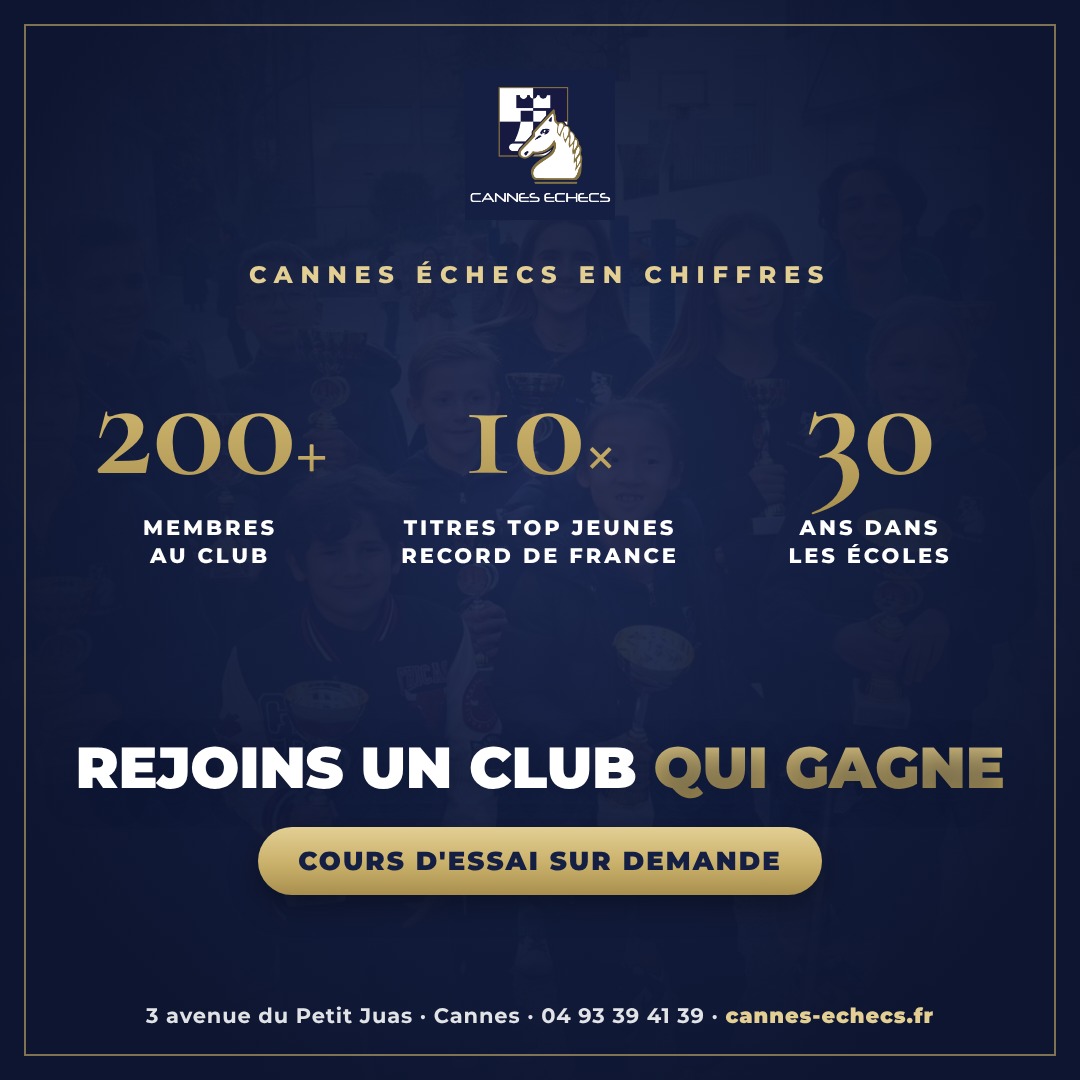 CANNES ECHECS
CANNES ÉCHECS EN CHIFFRES
200+
MEMBRES
AU CLUB
10×
TITRES TOP JEUNES
RECORD DE FRANCE
30
ANS DANS
LES ÉCOLES
REJOINS UN CLUB QUI GAGNE
COURS D'ESSAI SUR DEMANDE
3 avenue du Petit Juas · Cannes · 04 93 39 41 39 · cannes-echecs.fr